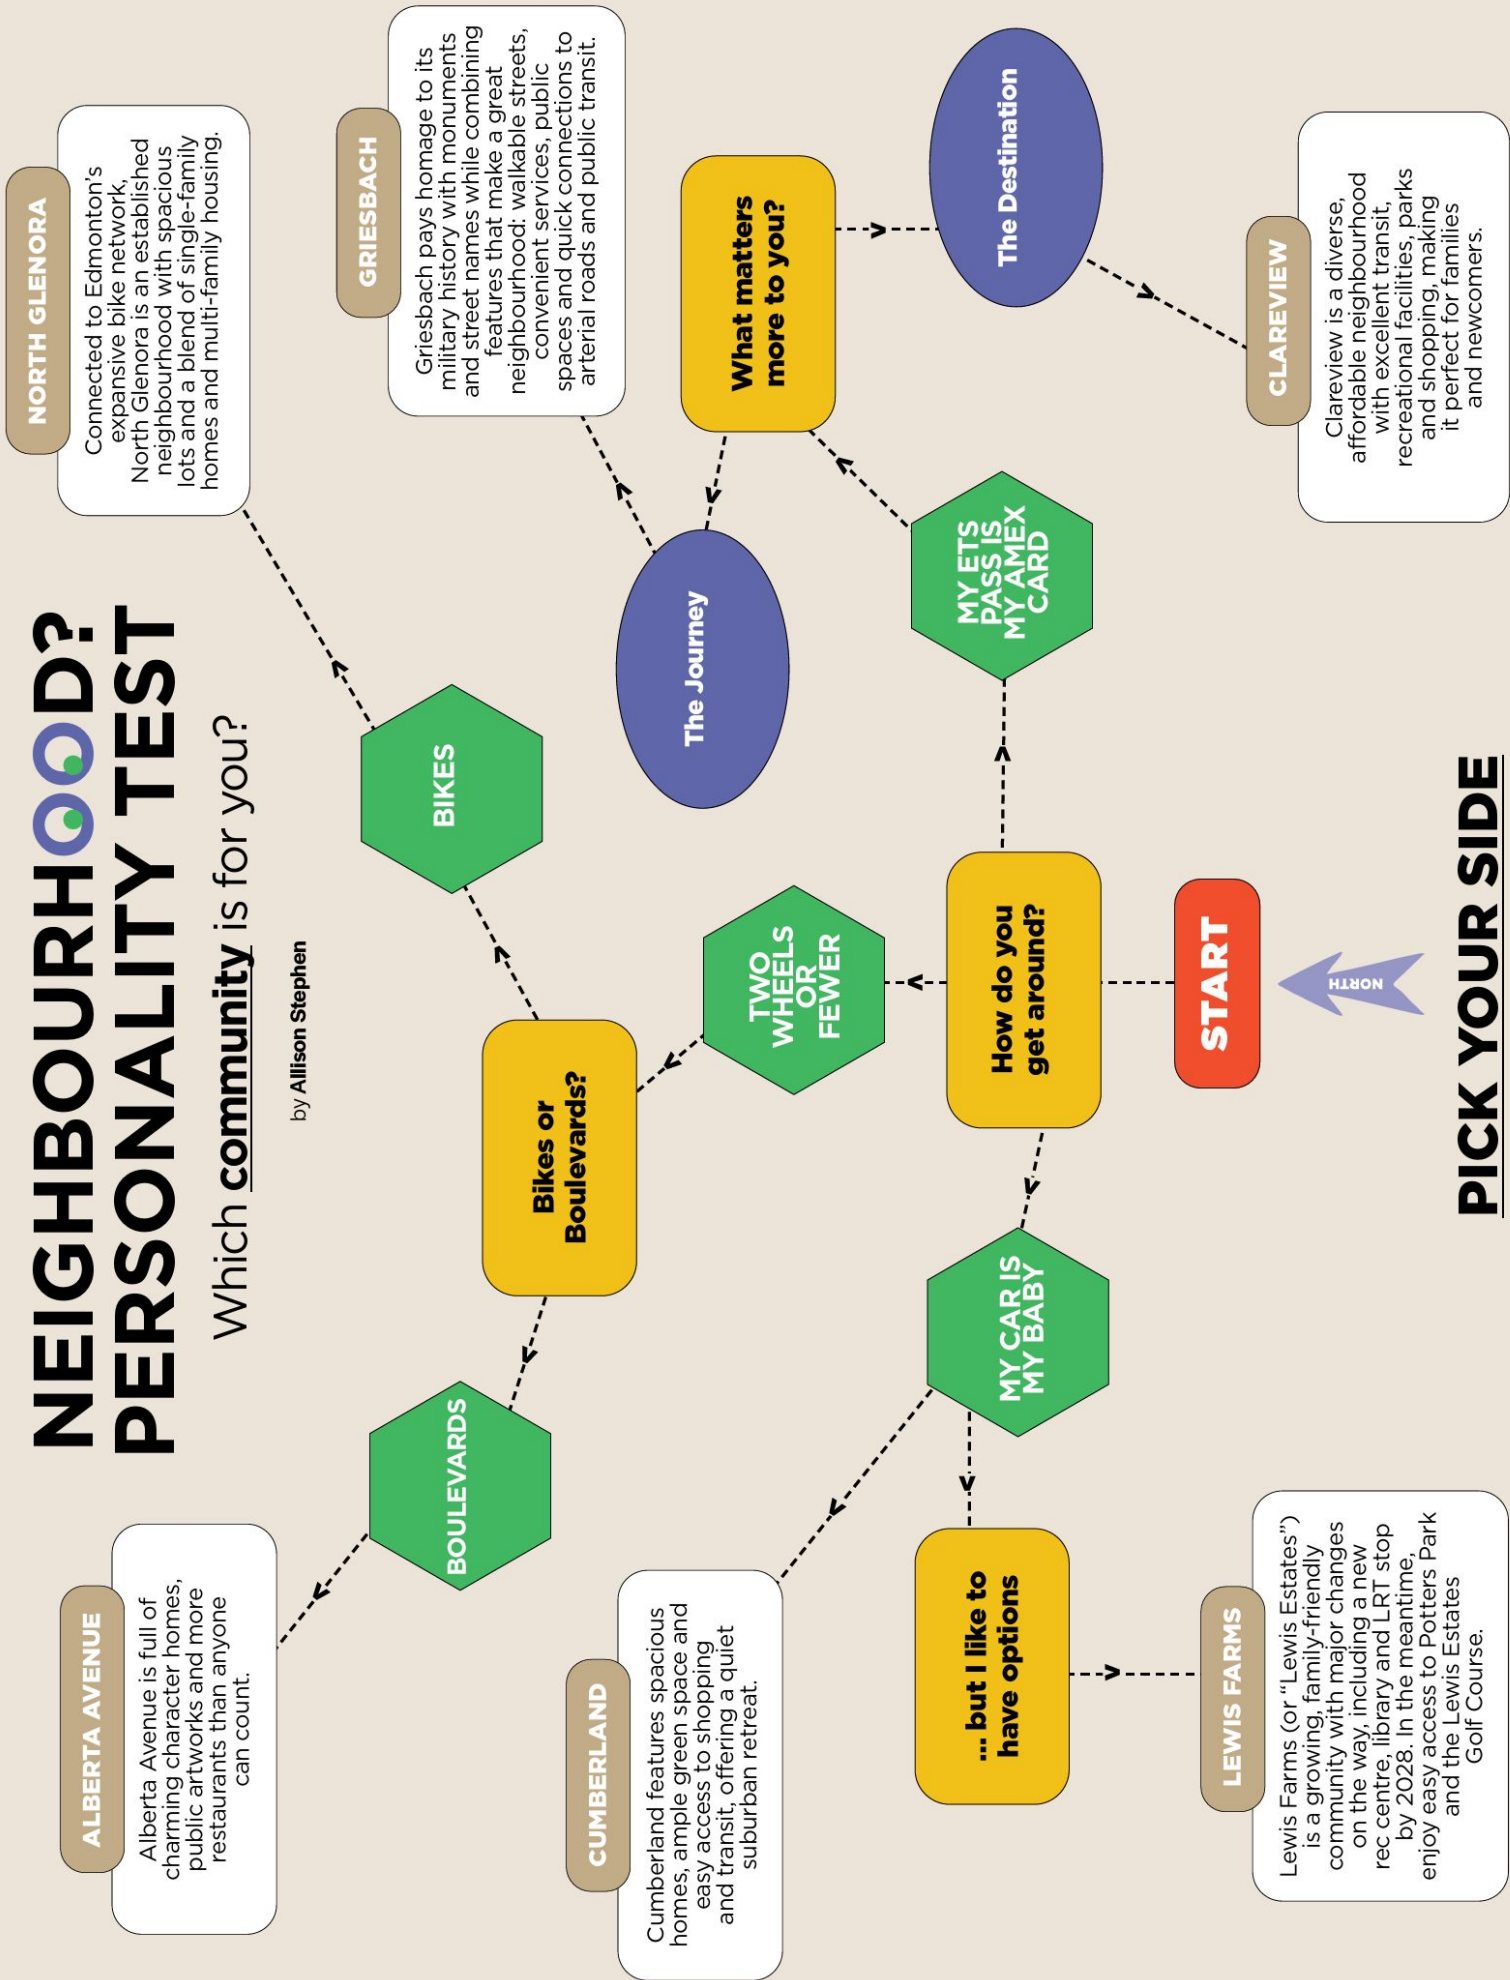 NEIGHBOURHOOD?
PERSONALITY TEST
Which community is for you?
by Allison Stephen
ALBERTA AVENUE
Alberta Avenue is full of
charming character homes,
public artworks and more
restaurants than anyone
can count.
NORTH GLENORA
Connected to Edmonton's
expansive bike network,
North Glenora is an established
neighbourhood with spacious
lots and a blend of single-family
homes and multi-family housing.
BOULEVARDS
Bikes or
Boulevards?
BIKES
GRIESBACH
Griesbach pays homage to its
military history with monuments
and street names while combining
features that make a great
neighbourhood: walkable streets,
convenient services, public
spaces and quick connections to
arterial roads and public transit.
CUMBERLAND
Cumberland features spacious
homes, ample green space and
easy access to shopping
and transit, offering a quiet
suburban retreat.
TWO
WHEELS
OR
FEWER
The Journey
What matters
more to you?
... but I like to
have options
MY CAR IS
MY BABY
How do you
get around?
MY ETS
PASS IS
MY AMEX
CARD
The Destination
LEWIS FARMS
Lewis Farms (or “Lewis Estates”)
is a growing, family-friendly
community with major changes
on the way, including a new
rec centre, library and LRT stop
by 2028. In the meantime,
enjoy easy access to Potters Park
and the Lewis Estates
Golf Course.
START
NORTH
CLAREVIEW
Clareview is a diverse,
affordable neighbourhood
with excellent transit,
recreational facilities, parks
and shopping, making
it perfect for families
and newcomers.
PICK YOUR SIDE